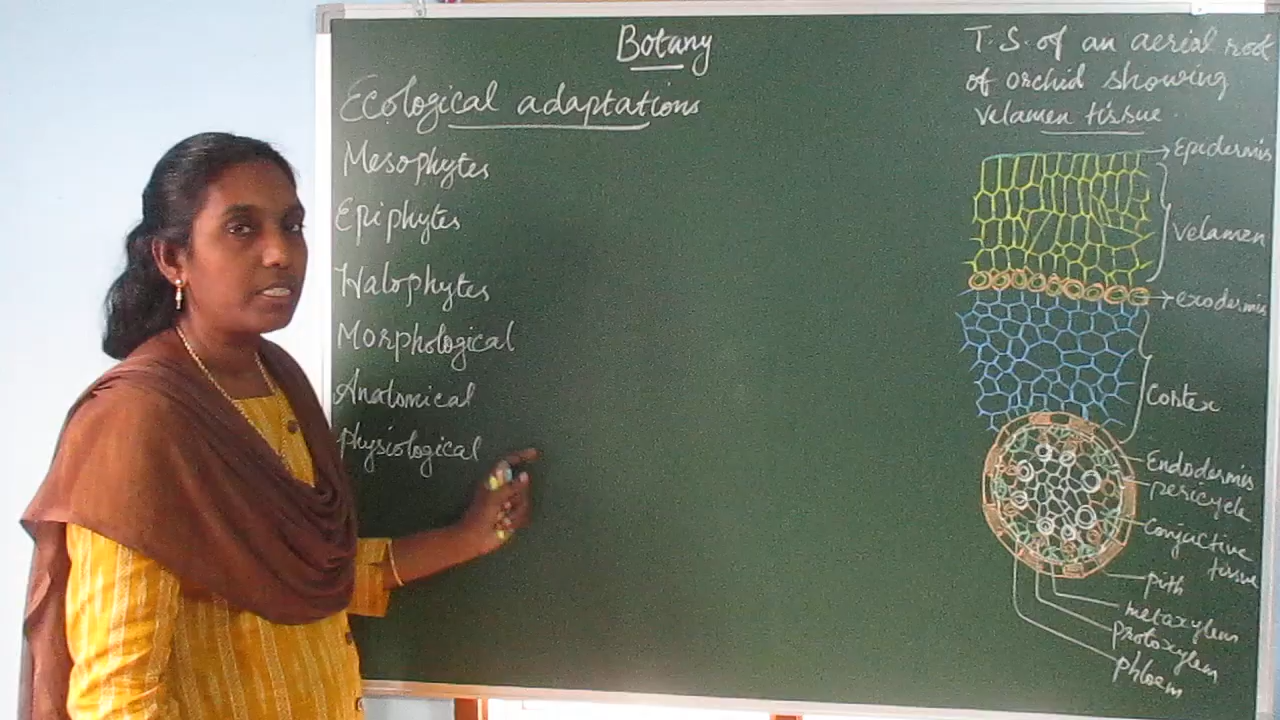 Botany
Ecological adaptations
Mesophytes
Epiphytes
Halophytes
Morphological
Anatomical
Physiological
T.S. of an aerial root
of orchid showing
Velamen tissue.
Epidermis
Velamen
exodermis
Cortex
Endodermis
pericycle
Conjuctive
tissue
pith
metaxylem
protoxylem
phloem